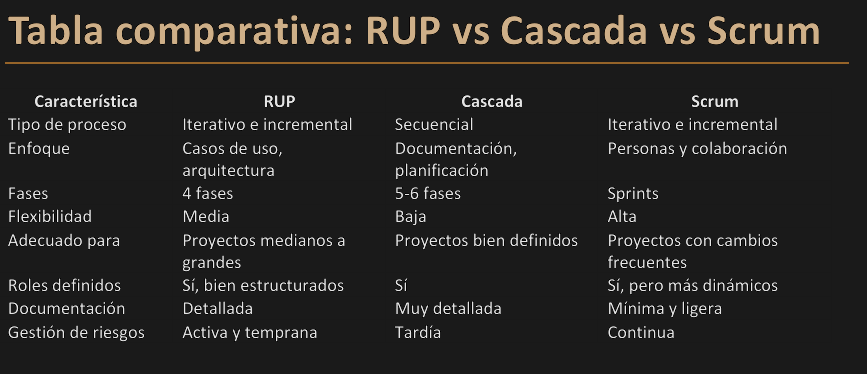 Tabla comparativa: RUP vs Cascada vs Scrum
Característica RUP Cascada Scrum
Tipo de proceso Iterativo e incremental Secuencial Iterativo e incremental
Enfoque Casos de uso, Documentación, Personas y colaboración
arquitectura planificación
Fases 4 fases 5-6 fases Sprints
Flexibilidad Media Baja Alta
Adecuado para Proyectos medianos a Proyectos bien definidos Proyectos con cambios
grandes frecuentes
Roles definidos Sí, bien estructurados Sí Sí, pero más dinámicos
Documentación Detallada Muy detallada Mínima y ligera
Gestión de riesgos Activa y temprana Tardía Continua